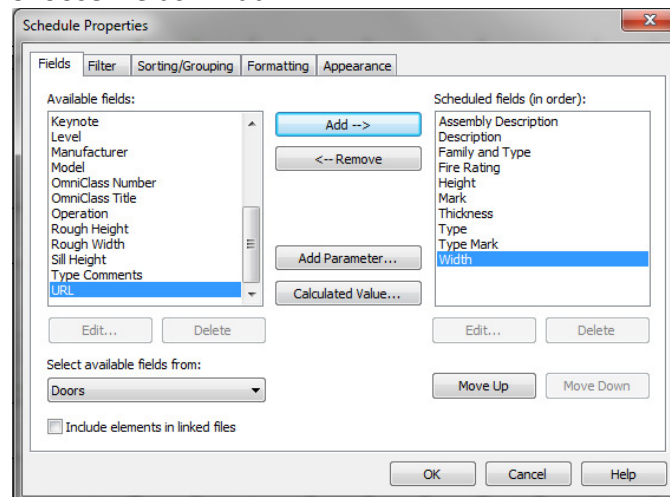 Schedule Properties
Fields Filter Sorting/Grouping Formatting Appearance
Available fields:
Keynote
Level
Manufacturer
Model
OmniClass Number
OmniClass Title
Operation
Rough Height
Rough Width
Sill Height
Type Comments
URL
Edit... Delete
Select available fields from:
Doors
Include elements in linked files
Add -->
<-- Remove
Add Parameter...
Calculated Value...
Scheduled fields (in order):
Assembly Description
Description
Family and Type
Fire Rating
Height
Mark
Thickness
Type
Type Mark
Width
Edit... Delete
Move Up Move Down
OK Cancel Help